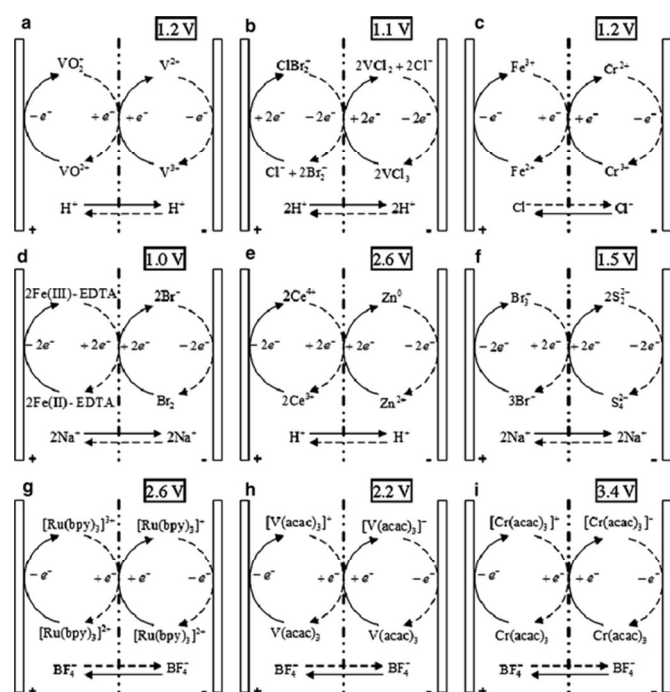 a 1.2 V
VO₂⁺ V²⁺
− e⁻ + e⁻ + e⁻ − e⁻
VO²⁺ V³⁺
H⁺ H⁺
+ -
b 1.1 V
ClBr₂⁻ 2VCl₂ + 2Cl⁻
+ 2e⁻ − 2e⁻ + 2e⁻ − 2e⁻
Cl⁻ + 2Br₂⁻ 2VCl₃
2H⁺ 2H⁺
+ -
c 1.2 V
Fe³⁺ Cr²⁺
− e⁻ + e⁻ + e⁻ − e⁻
Fe²⁺ Cr³⁺
Cl⁻ Cl⁻
+ -
d 1.0 V
2Fe(III)-EDTA 2Br⁻
− 2e⁻ + 2e⁻ + 2e⁻ − 2e⁻
2Fe(II)-EDTA Br₂
2Na⁺ 2Na⁺
+ -
e 2.6 V
2Ce⁴⁺ Zn⁰
− 2e⁻ + 2e⁻ + 2e⁻ − 2e⁻
2Ce³⁺ Zn²⁺
H⁺ H⁺
+ -
f 1.5 V
Br₃⁺ 2S₂²⁻
− 2e⁻ + 2e⁻ + 2e⁻ − 2e⁻
3Br⁻ S₄²⁻
2Na⁺ 2Na⁺
+ -
g 2.6 V
[Ru(bpy)₃]³⁺ [Ru(bpy)₃]⁺
− e⁻ + e⁻ + e⁻ − e⁻
[Ru(bpy)₃]²⁺ [Ru(bpy)₃]²⁺
BF₄⁻ BF₄⁻
+ -
h 2.2 V
[V(acac)₃]⁺ [V(acac)₃]⁻
− e⁻ + e⁻ + e⁻ − e⁻
V(acac)₃ V(acac)₃
BF₄⁻ BF₄⁻
+ -
i 3.4 V
[Cr(acac)₃]⁺ [Cr(acac)₃]⁻
− e⁻ + e⁻ + e⁻ − e⁻
Cr(acac)₃ Cr(acac)₃
BF₄⁻ BF₄⁻
+ -